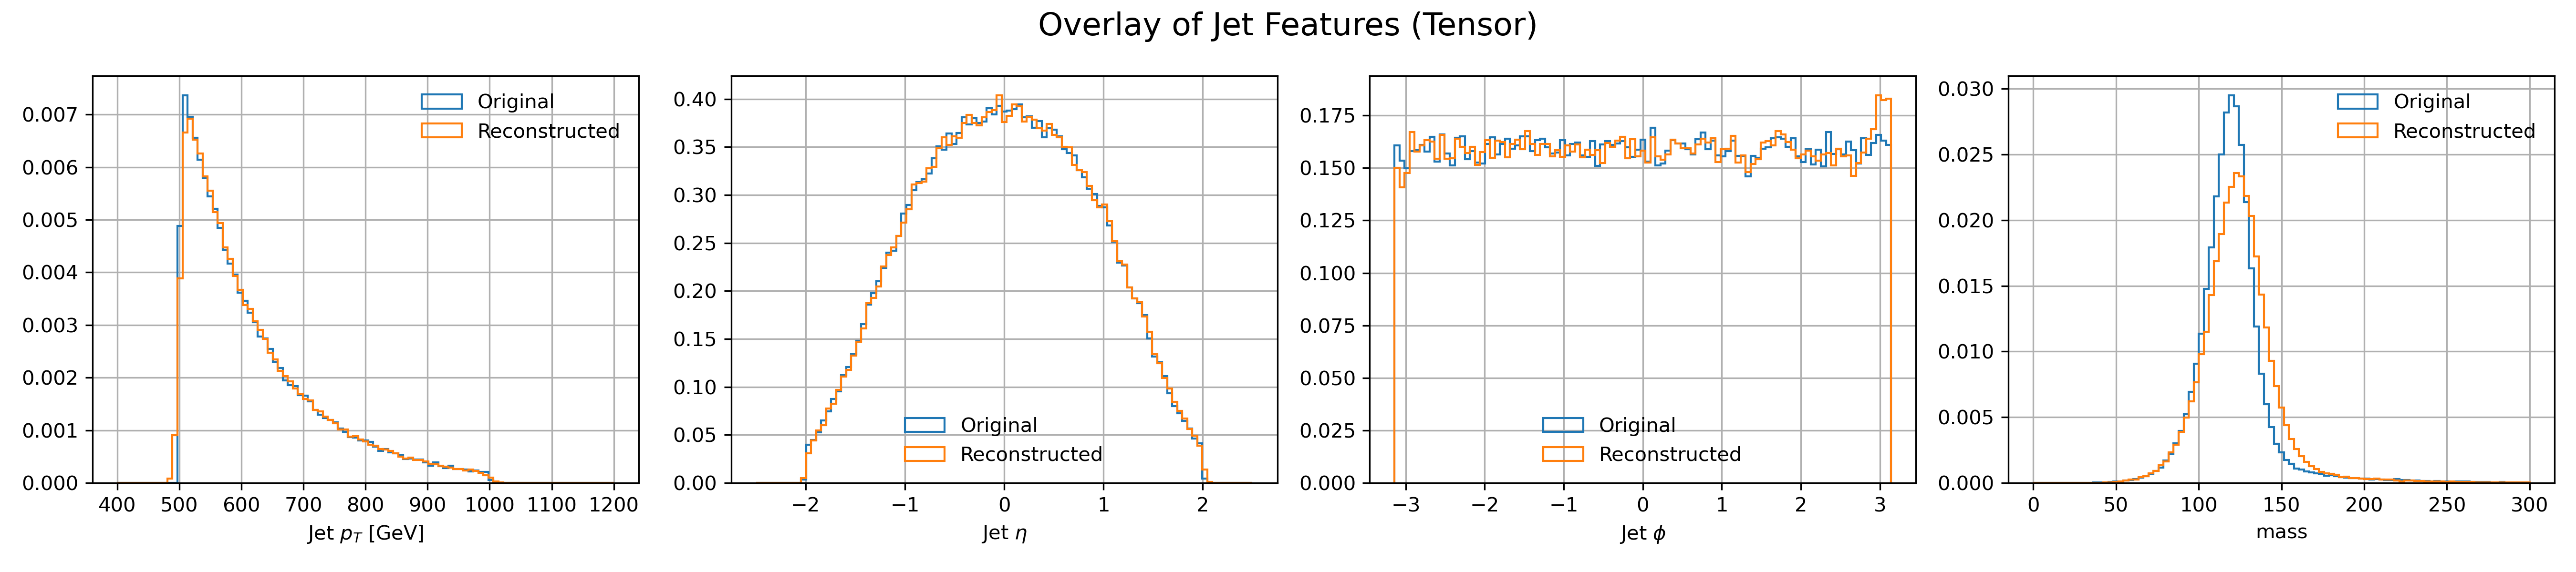 Overlay of Jet Features (Tensor)
0.007
0.006
0.005
0.004
0.003
0.002
0.001
0.000
400 500 600 700 800 900 1000 1100 1200
Jet p_T [GeV]
Original
Reconstructed
0.40
0.35
0.30
0.25
0.20
0.15
0.10
0.05
0.00
−2 −1 0 1 2
Jet η
Original
Reconstructed
0.175
0.150
0.125
0.100
0.075
0.050
0.025
0.000
−3 −2 −1 0 1 2 3
Jet ϕ
Original
Reconstructed
0.030
0.025
0.020
0.015
0.010
0.005
0.000
0 50 100 150 200 250 300
mass
Original
Reconstructed